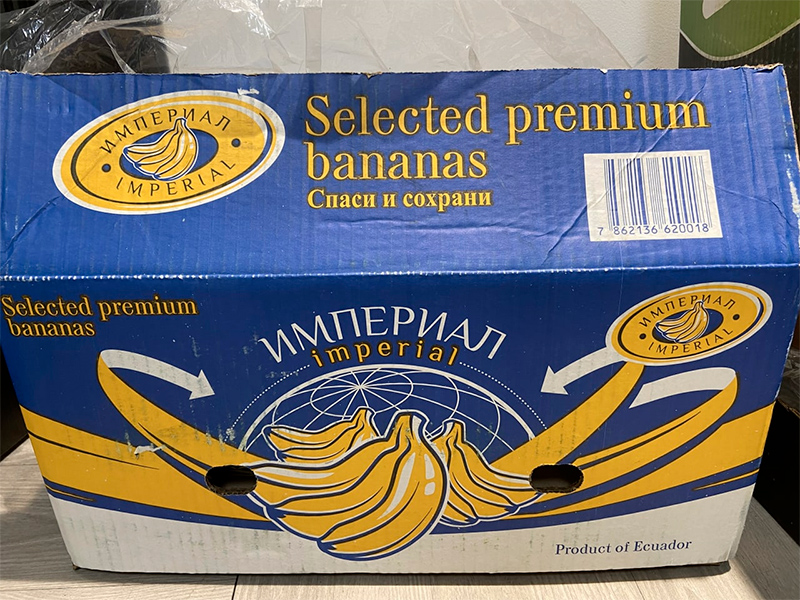 ИМПЕРИАЛ
IMPERIAL
Selected premium
bananas
Спаси и сохрани
7 862136 620018
Selected premium
bananas
ИМПЕРИАЛ
imperial
ИМПЕРИАЛ
IMPERIAL
Product of Ecuador